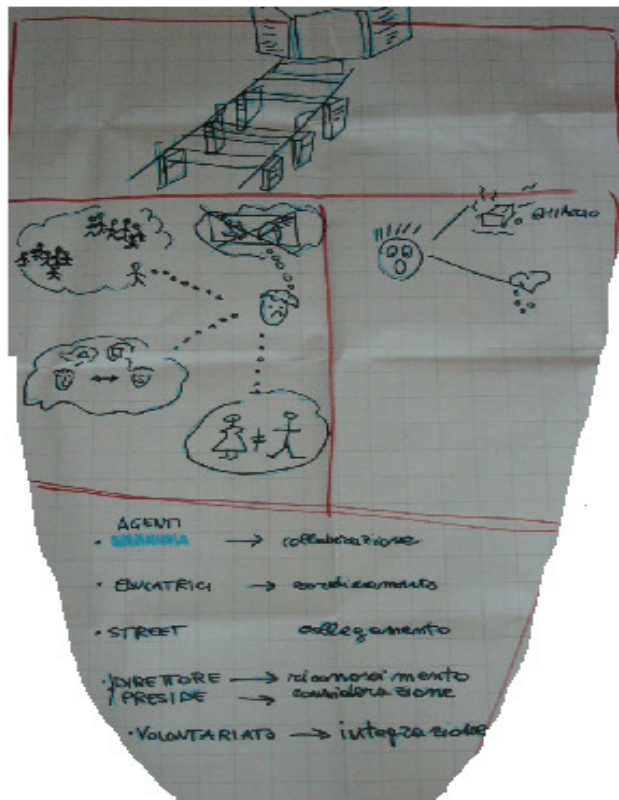 GHIACCIO
≠
AGENTI
• → collaborazione
• EDUCATRICI → coordinamento
• STREET collegamento
• DIRETTORE → riconoscimento
PRESIDE → considerazione
• VOLONTARIATO → integrazione